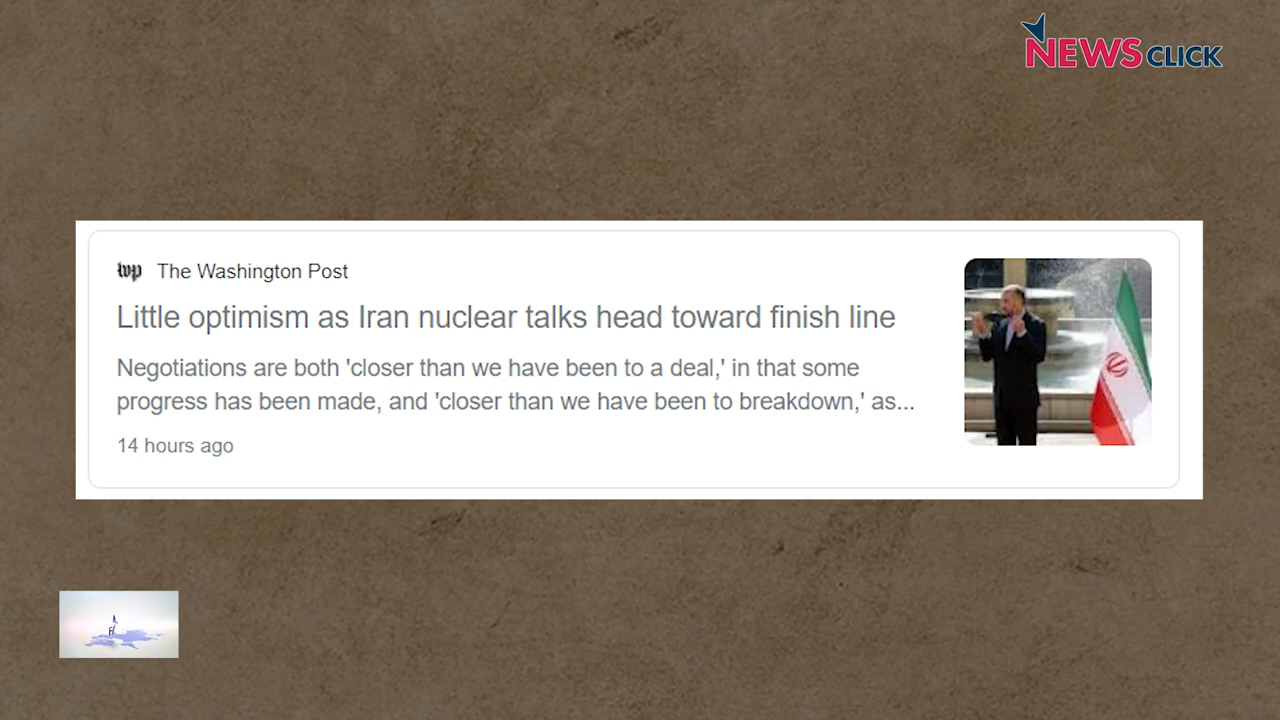 NEWSCLICK
wp The Washington Post
Little optimism as Iran nuclear talks head toward finish line
Negotiations are both 'closer than we have been to a deal,' in that some
progress has been made, and 'closer than we have been to breakdown,' as...
14 hours ago